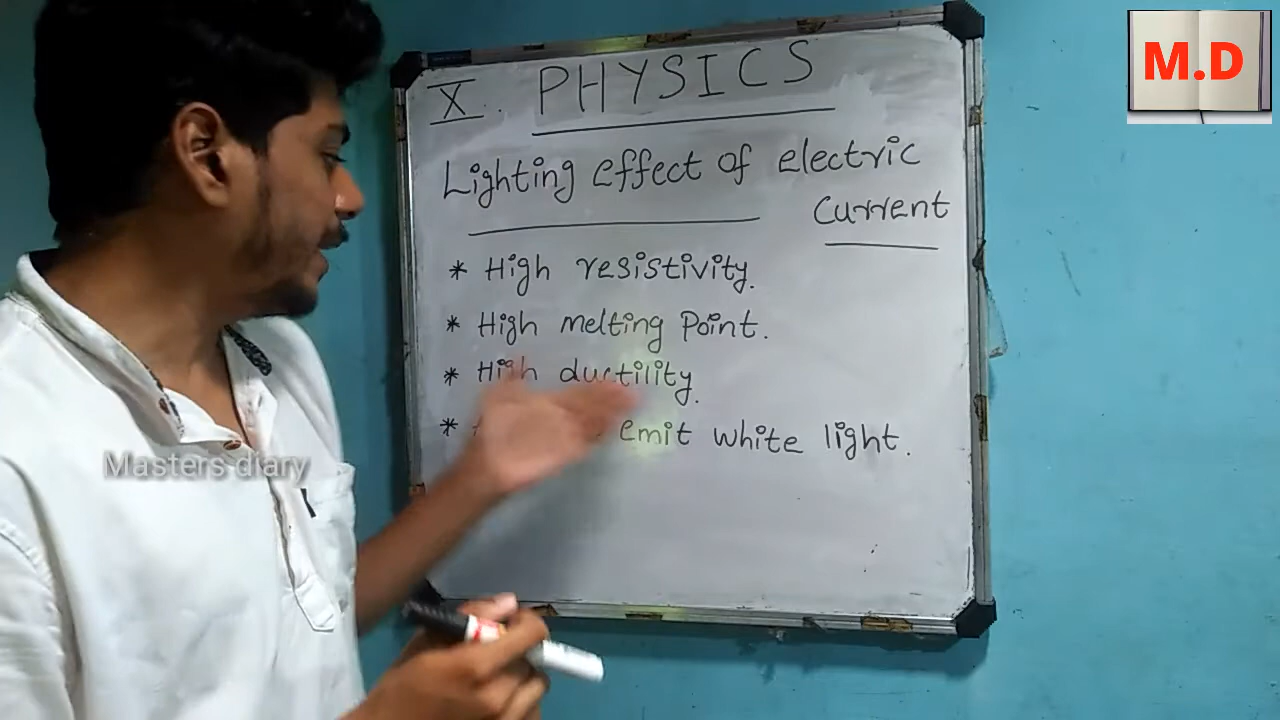 M.D
X. PHYSICS
Lighting effect of electric
current
* High resistivity.
* High melting point.
* High ductility.
* emit white light.
Masters diary